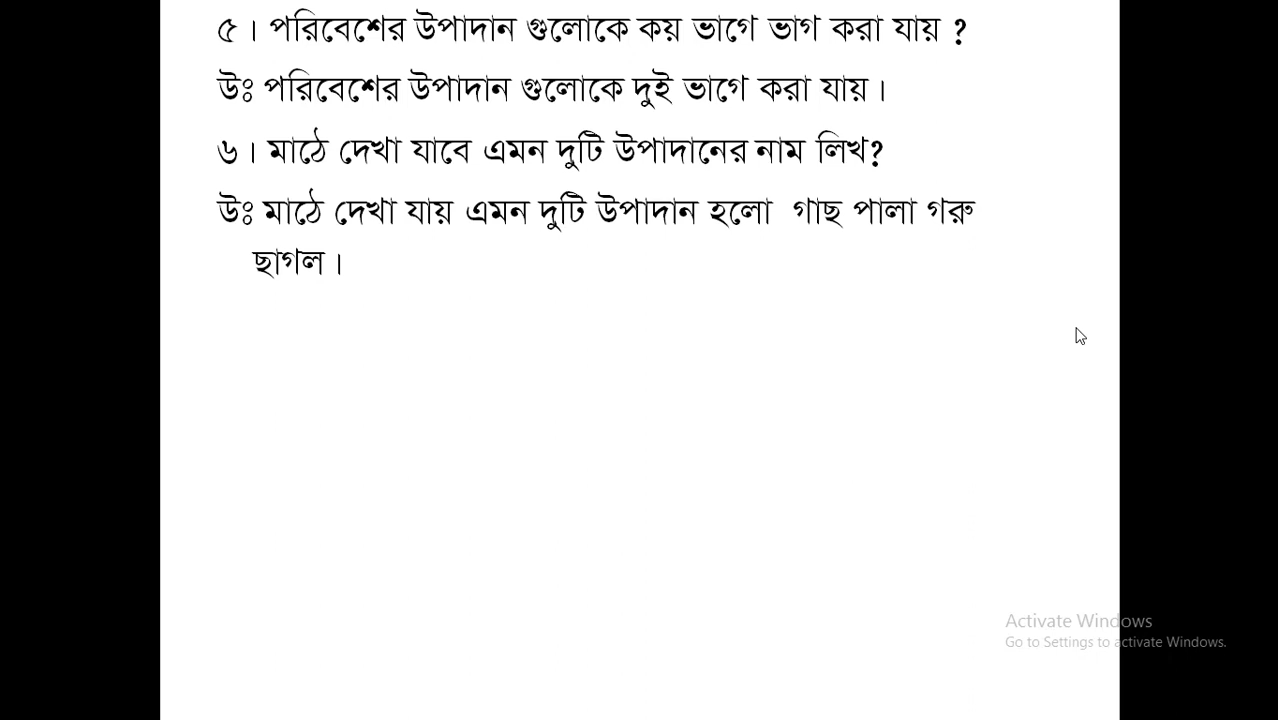 ৫। পরিবেশের উপাদান গুলোকে কয় ভাগে ভাগ করা যায় ?
উঃ পরিবেশের উপাদান গুলোকে দুই ভাগে করা যায়।
৬। মাঠে দেখা যাবে এমন দুটি উপাদানের নাম লিখ?
উঃ মাঠে দেখা যায় এমন দুটি উপাদান হলো গাছ পালা গরু
ছাগল।
Activate Windows
Go to Settings to activate Windows.